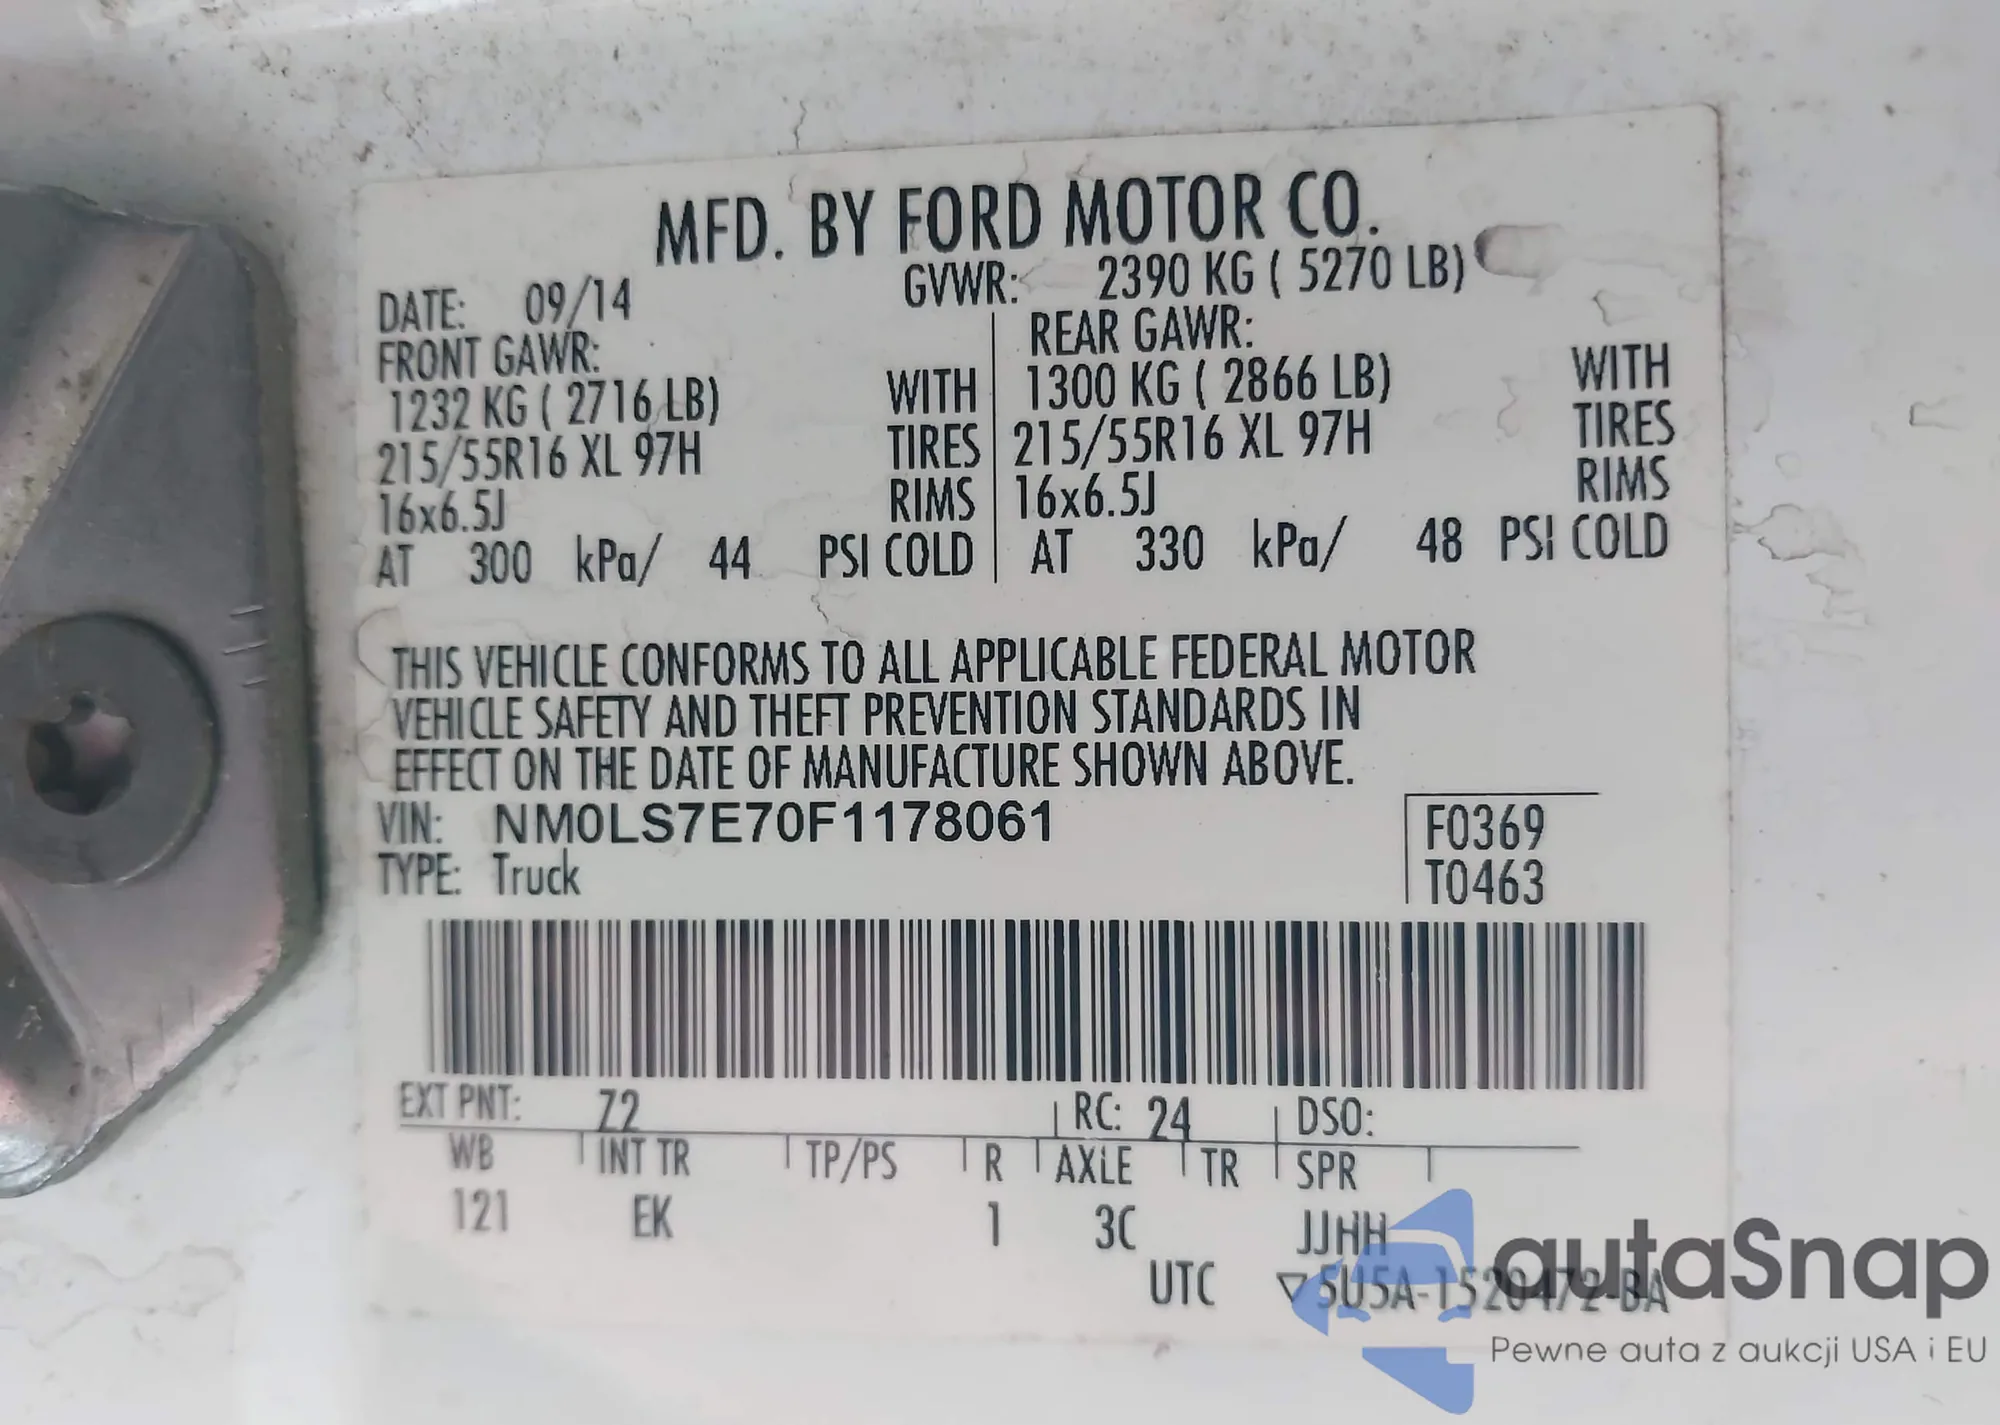 MFD. BY FORD MOTOR CO.
DATE: 09/14 GVWR: 2390 KG ( 5270 LB)
FRONT GAWR: REAR GAWR:
1232 KG ( 2716 LB) WITH 1300 KG ( 2866 LB) WITH
215/55R16 XL 97H TIRES 215/55R16 XL 97H TIRES
16x6.5J RIMS 16x6.5J RIMS
AT 300 kPa/ 44 PSI COLD AT 330 kPa/ 48 PSI COLD
THIS VEHICLE CONFORMS TO ALL APPLICABLE FEDERAL MOTOR
VEHICLE SAFETY AND THEFT PREVENTION STANDARDS IN
EFFECT ON THE DATE OF MANUFACTURE SHOWN ABOVE.
VIN: NM0LS7E70F1178061 F0369
TYPE: Truck T0463
EXT PNT: Z2 RC: 24 DSO:
WB INT TR TP/PS R AXLE TR SPR
121 EK 1 3C JJHH
UTC ▽ 5U5A-1520472-BA
autaSnap
Pewne auta z aukcji USA i EU